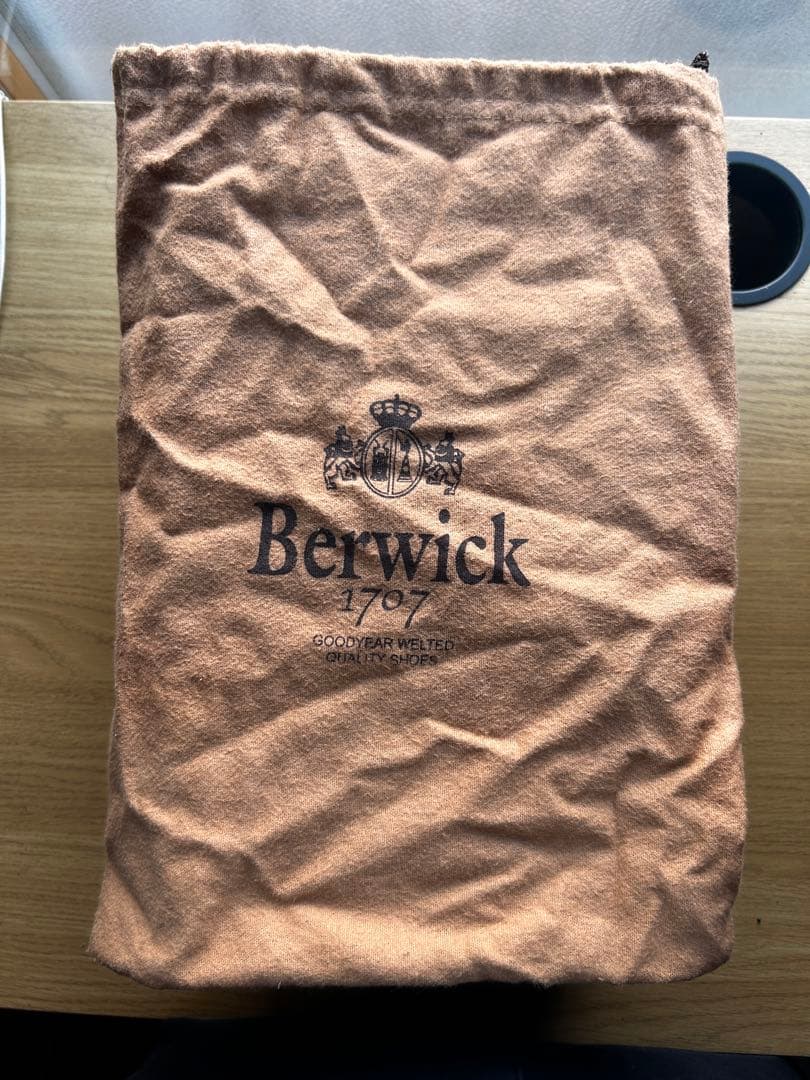 Berwick
1707
GOODYEAR WELTED
QUALITY SHOES